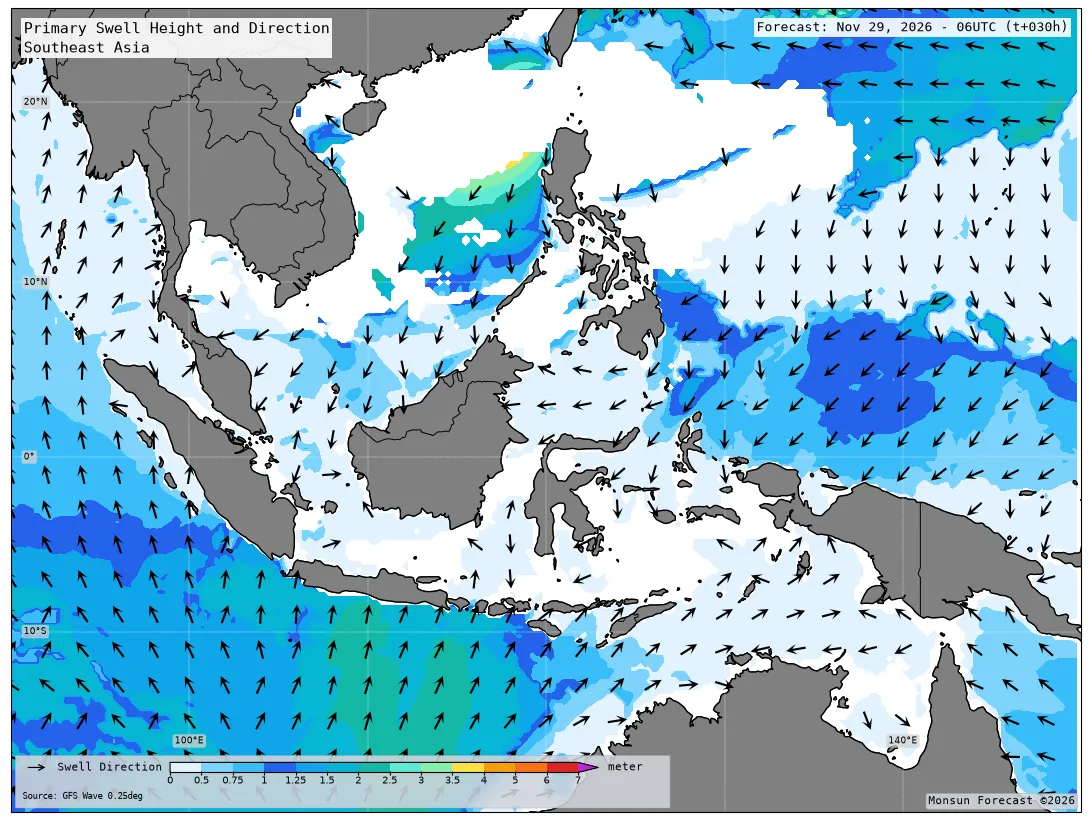 Primary Swell Height and Direction
Southeast Asia
Forecast: Nov 29, 2026 - 06UTC (t+030h)
20°N
10°N
0°
10°S
100°E
140°E
Swell Direction
0 0.5 0.75 1 1.25 1.5 2 2.5 3 3.5 4 5 6 7
meter
Source: GFS Wave 0.25deg
Monsun Forecast ©2026